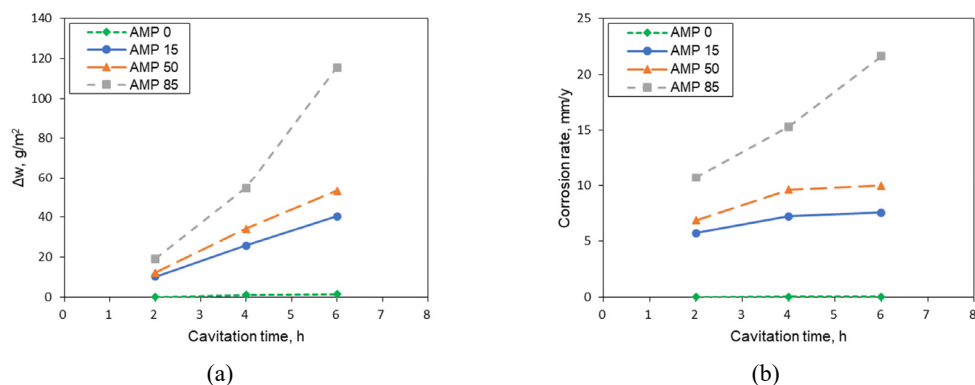 140
120
100
80
60
40
20
0
Δw, g/m²
AMP 0
AMP 15
AMP 50
AMP 85
0 1 2 3 4 5 6 7 8
Cavitation time, h
(a)
25
20
15
10
5
0
Corrosion rate, mm/y
AMP 0
AMP 15
AMP 50
AMP 85
0 1 2 3 4 5 6 7 8
Cavitation time, h
(b)